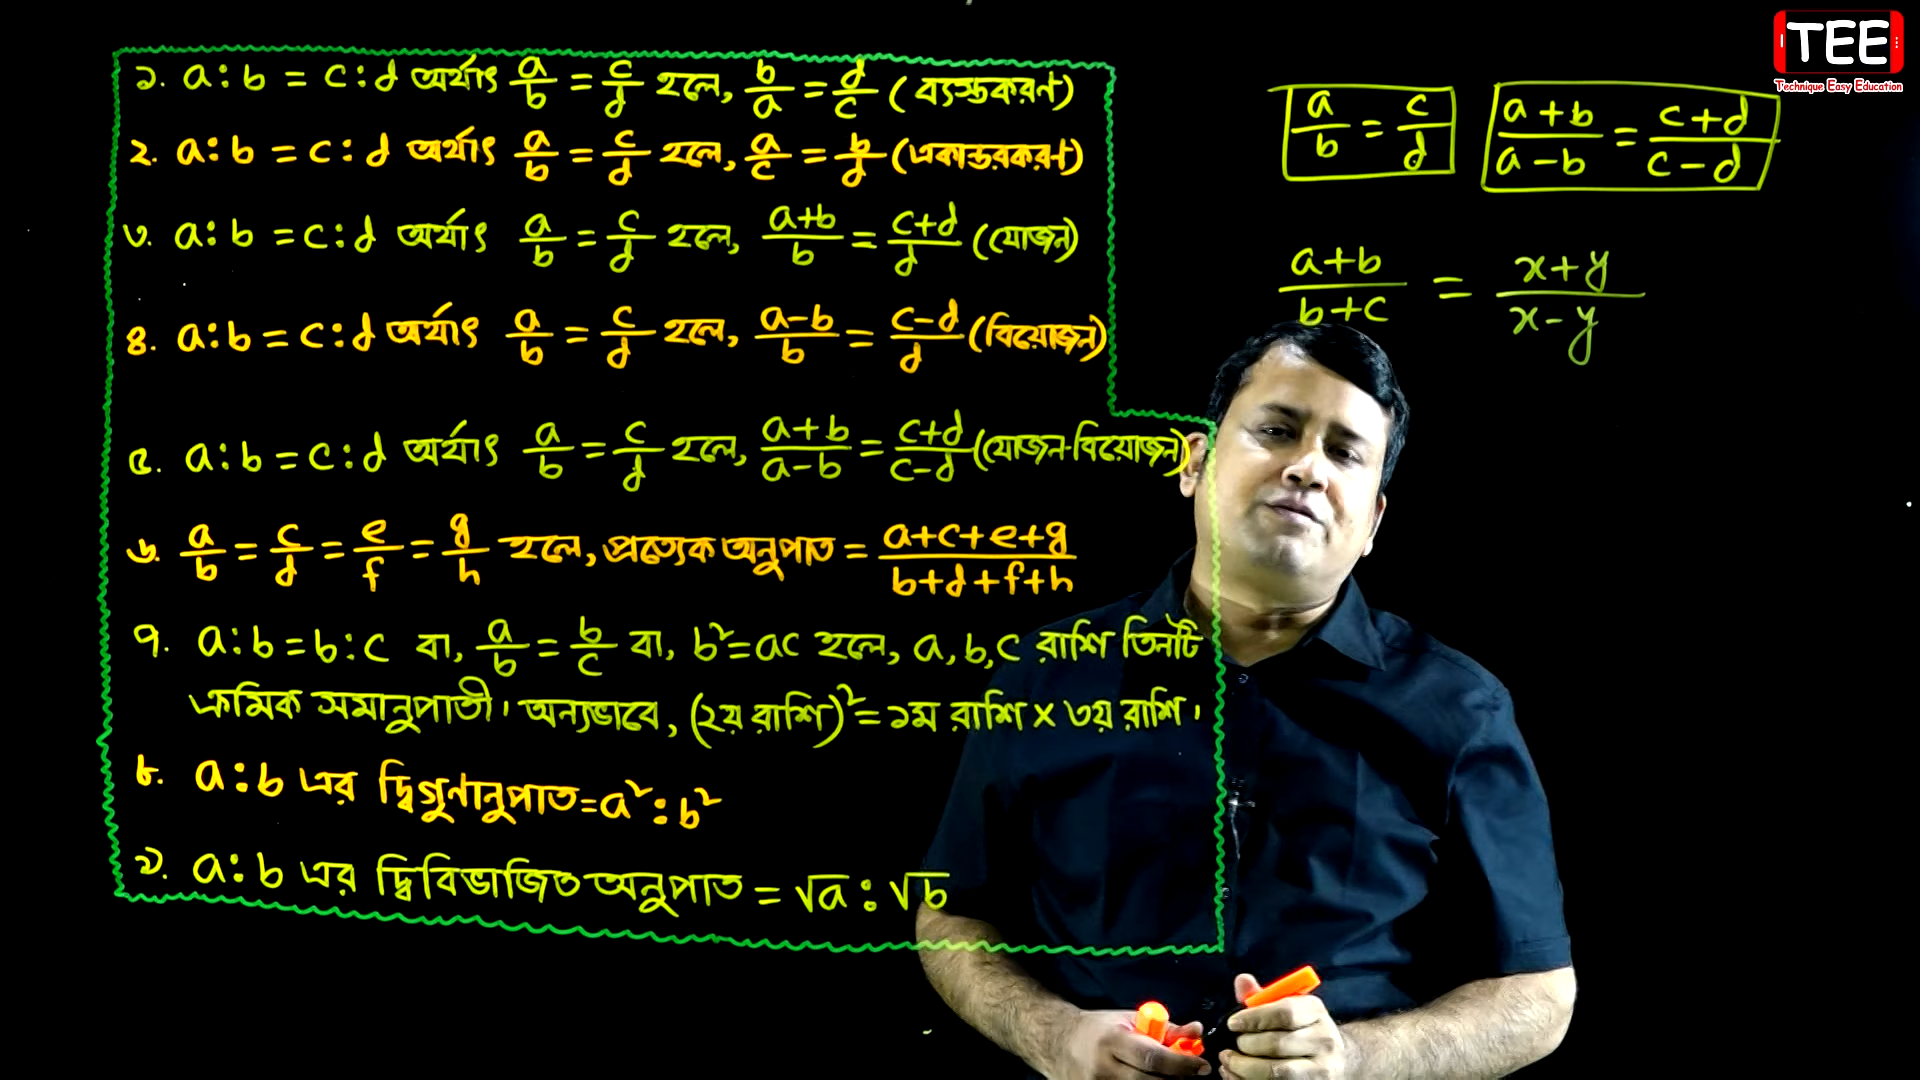 ১. a : b = c : d অর্থাৎ a/b = c/d হলে, b/a = d/c (ব্যস্তকরণ)
২. a : b = c : d অর্থাৎ a/b = c/d হলে, a/c = b/d (একান্তরকরণ)
৩. a : b = c : d অর্থাৎ a/b = c/d হলে, (a+b)/b = (c+d)/d (যোজন)
৪. a : b = c : d অর্থাৎ a/b = c/d হলে, (a-b)/b = (c-d)/d (বিয়োজন)
৫. a : b = c : d অর্থাৎ a/b = c/d হলে, (a+b)/(a-b) = (c+d)/(c-d) (যোজন-বিয়োজন)
৬. a/b = c/d = e/f = g/h হলে, প্রত্যেক অনুপাত = (a+c+e+g)/(b+d+f+h)
৭. a : b = b : c বা, a/b = b/c বা, b² = ac হলে, a, b, c রাশি তিনটি
ক্রমিক সমানুপাতী। অন্যভাবে, (২য় রাশি)² = ১ম রাশি × ৩য় রাশি।
৮. a : b এর দ্বিগুণানুপাত = a² : b²
৯. a : b এর দ্বিবিভাজিত অনুপাত = √a : √b
a/b = c/d
(a+b)/(a-b) = (c+d)/(c-d)
(a+b)/(b+c) = (x+y)/(x-y)
TEE
Technique Easy Education